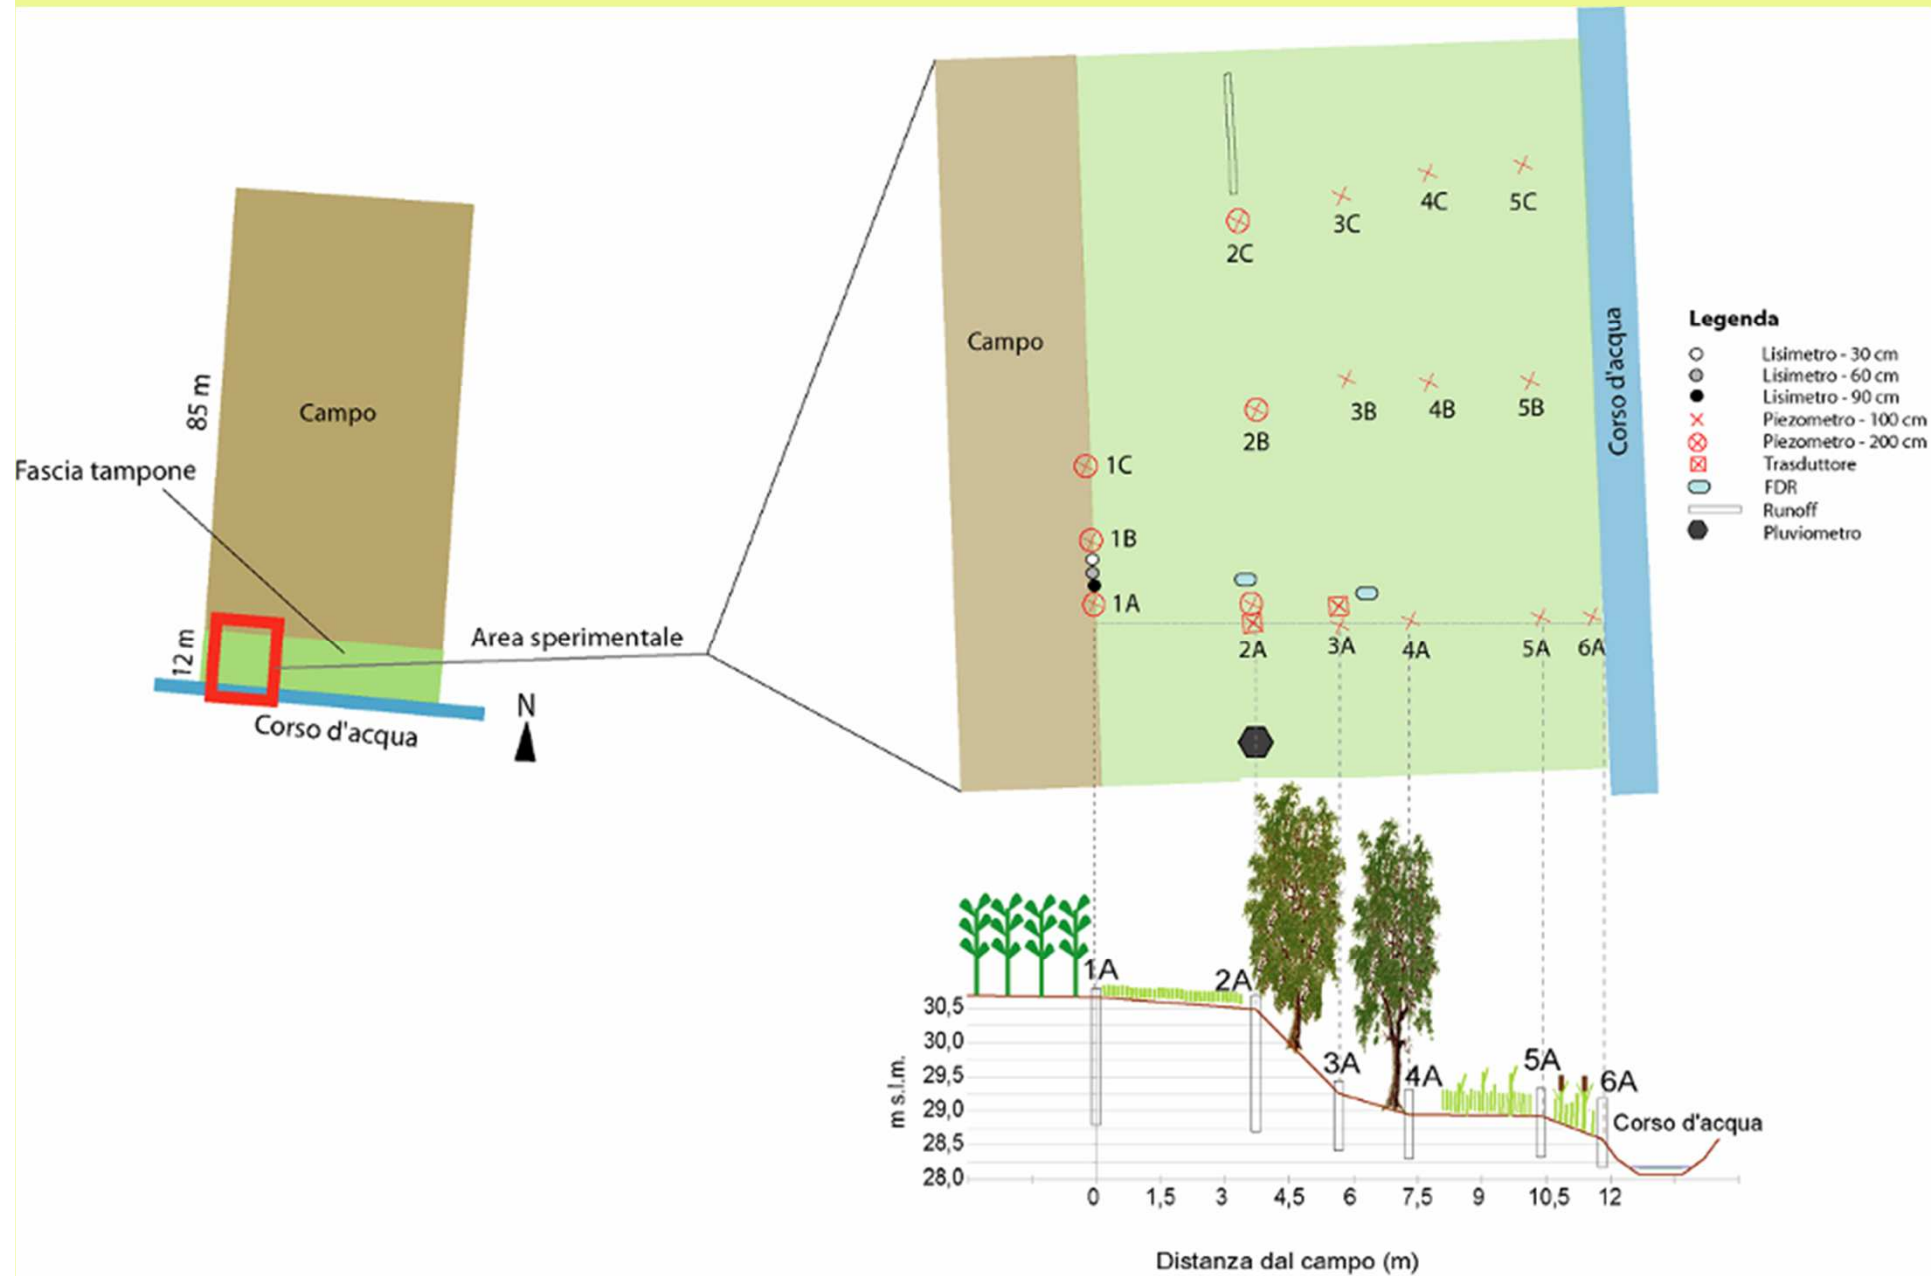 85 m
Campo
Fascia tampone
12 m
Area sperimentale
Corso d'acqua
N
Campo
4C
5C
3C
2C
3B
4B
5B
2B
1C
1B
1A
2A
3A
4A
5A
6A
Corso d'acqua
Legenda
Lisimetro - 30 cm
Lisimetro - 60 cm
Lisimetro - 90 cm
Piezometro - 100 cm
Piezometro - 200 cm
Trasduttore
FDR
Runoff
Pluviometro
1A
2A
3A
4A
5A
6A
Corso d'acqua
m s.l.m.
30,5
30,0
29,5
29,0
28,5
28,0
0 1,5 3 4,5 6 7,5 9 10,5 12
Distanza dal campo (m)